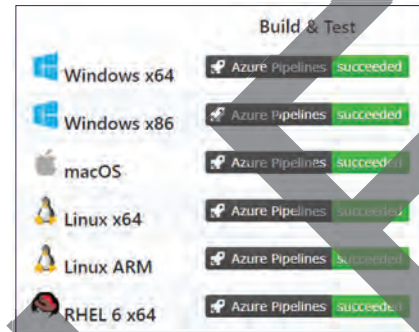 Build & Test
Windows x64 Azure Pipelines succeeded
Windows x86 Azure Pipelines succeeded
macOS Azure Pipelines succeeded
Linux x64 Azure Pipelines succeeded
Linux ARM Azure Pipelines succeeded
RHEL 6 x64 Azure Pipelines succeeded